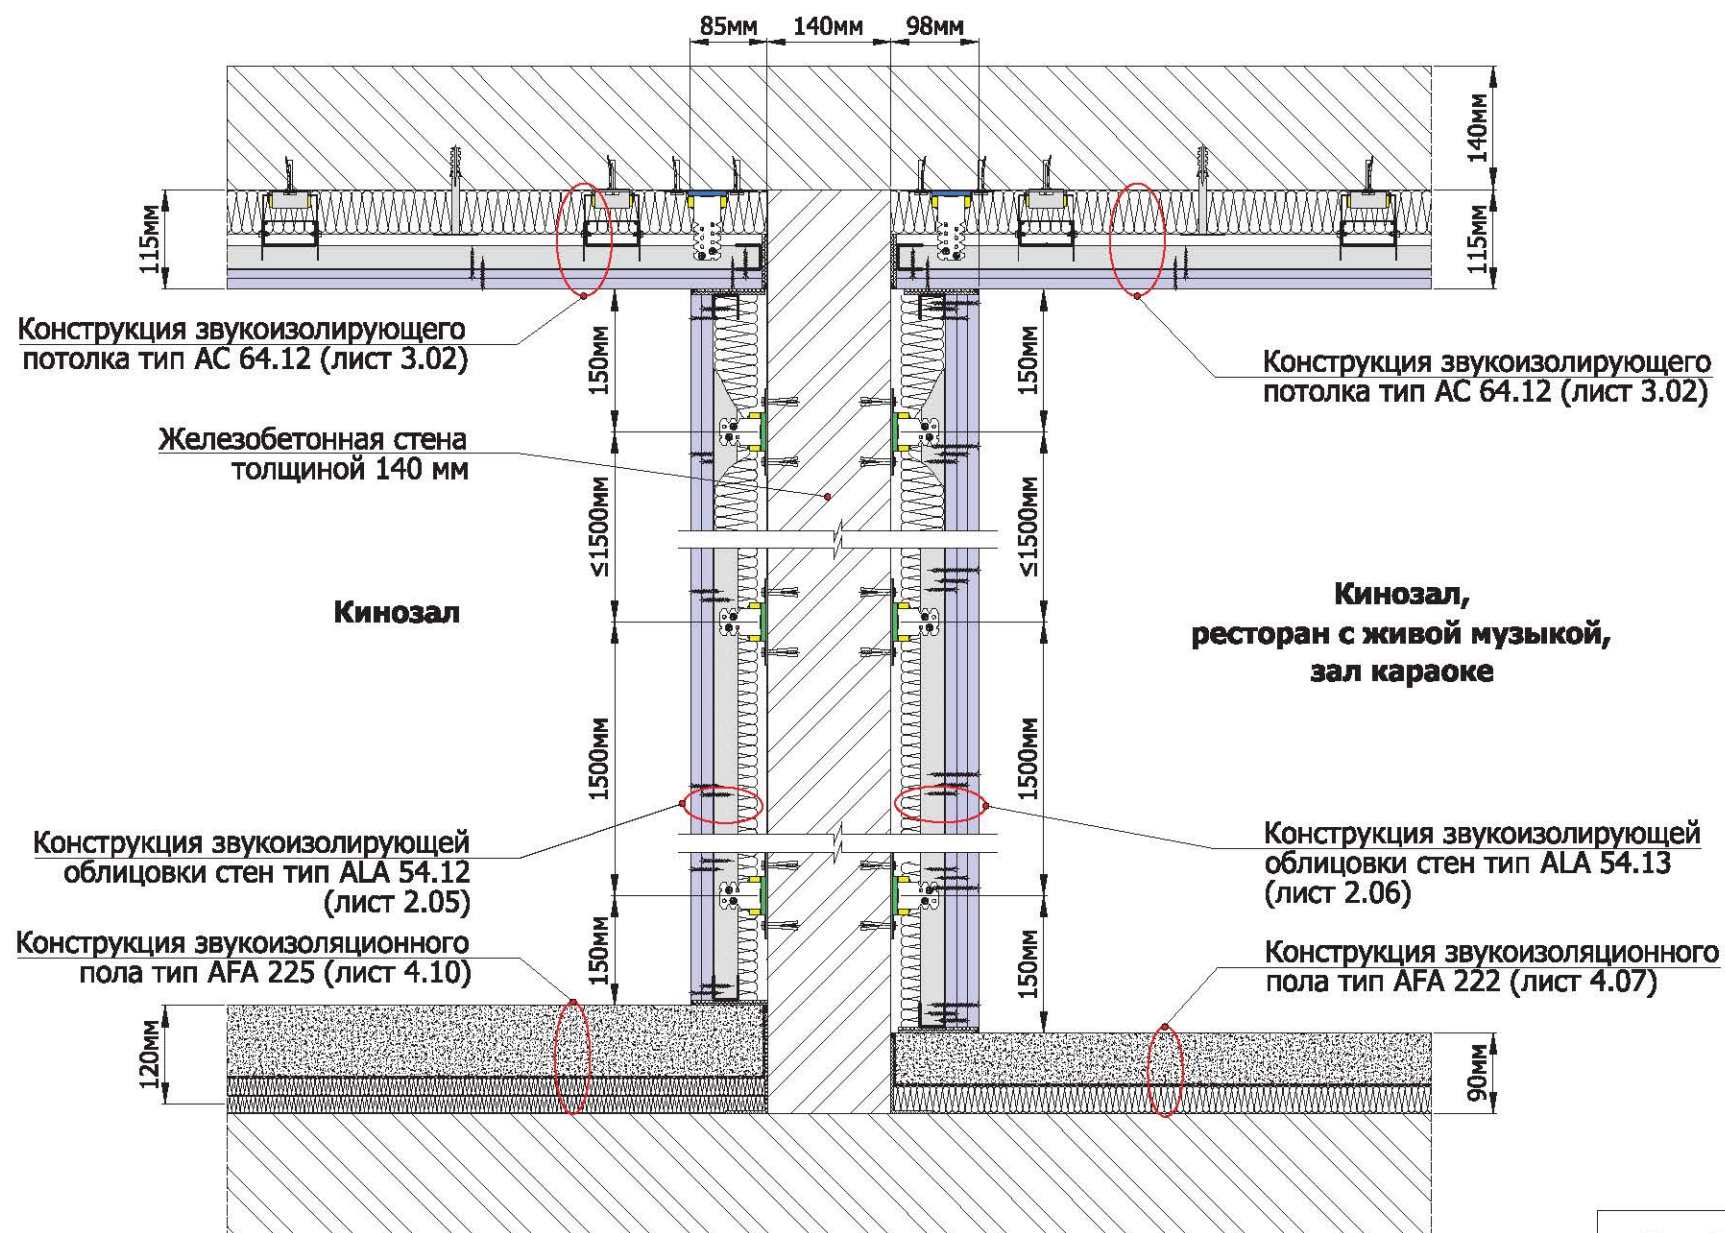 85мм
140мм
98мм
140мм
115мм
115мм
Конструкция звукоизолирующего
потолка тип АС 64.12 (лист 3.02)
150мм
150мм
Конструкция звукоизолирующего
потолка тип АС 64.12 (лист 3.02)
Железобетонная стена
толщиной 140 мм
≤1500мм
≤1500мм
Кинозал
Кинозал,
ресторан с живой музыкой,
зал караоке
1500мм
1500мм
Конструкция звукоизолирующей
облицовки стен тип ALA 54.12
(лист 2.05)
Конструкция звукоизолирующей
облицовки стен тип ALA 54.13
(лист 2.06)
Конструкция звукоизоляционного
пола тип AFA 225 (лист 4.10)
150мм
150мм
Конструкция звукоизоляционного
пола тип AFA 222 (лист 4.07)
120мм
90мм